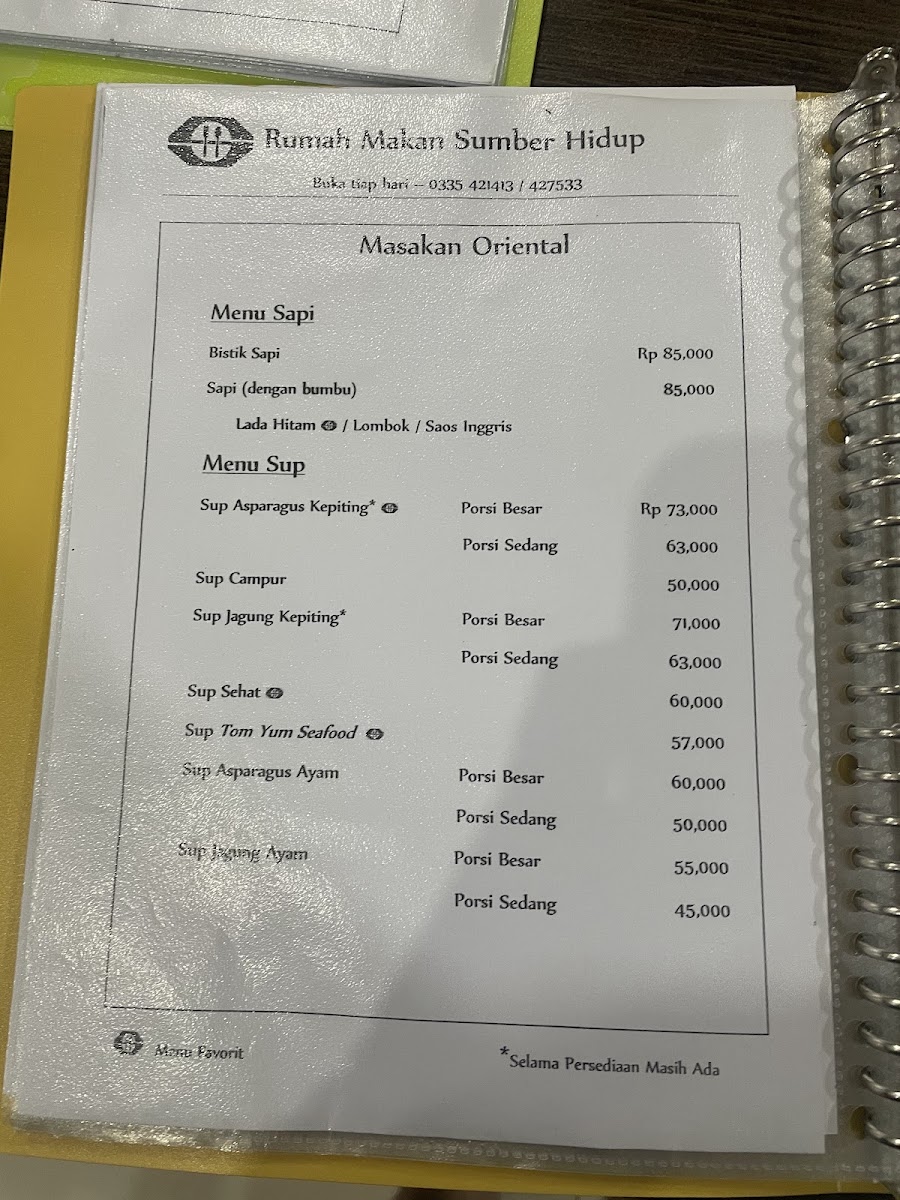 Rumah Makan Sumber Hidup
Buka tiap hari – 0335 421413 / 427533
Masakan Oriental
Menu Sapi
Bistik Sapi Rp 85,000
Sapi (dengan bumbu) 85,000
Lada Hitam / Lombok / Saos Inggris
Menu Sup
Sup Asparagus Kepiting* Porsi Besar Rp 73,000
Porsi Sedang 63,000
Sup Campur 50,000
Sup Jagung Kepiting* Porsi Besar 71,000
Porsi Sedang 63,000
Sup Sehat 60,000
Sup Tom Yum Seafood 57,000
Sup Asparagus Ayam Porsi Besar 60,000
Porsi Sedang 50,000
Sup Jagung Ayam Porsi Besar 55,000
Porsi Sedang 45,000
Menu Favorit *Selama Persediaan Masih Ada